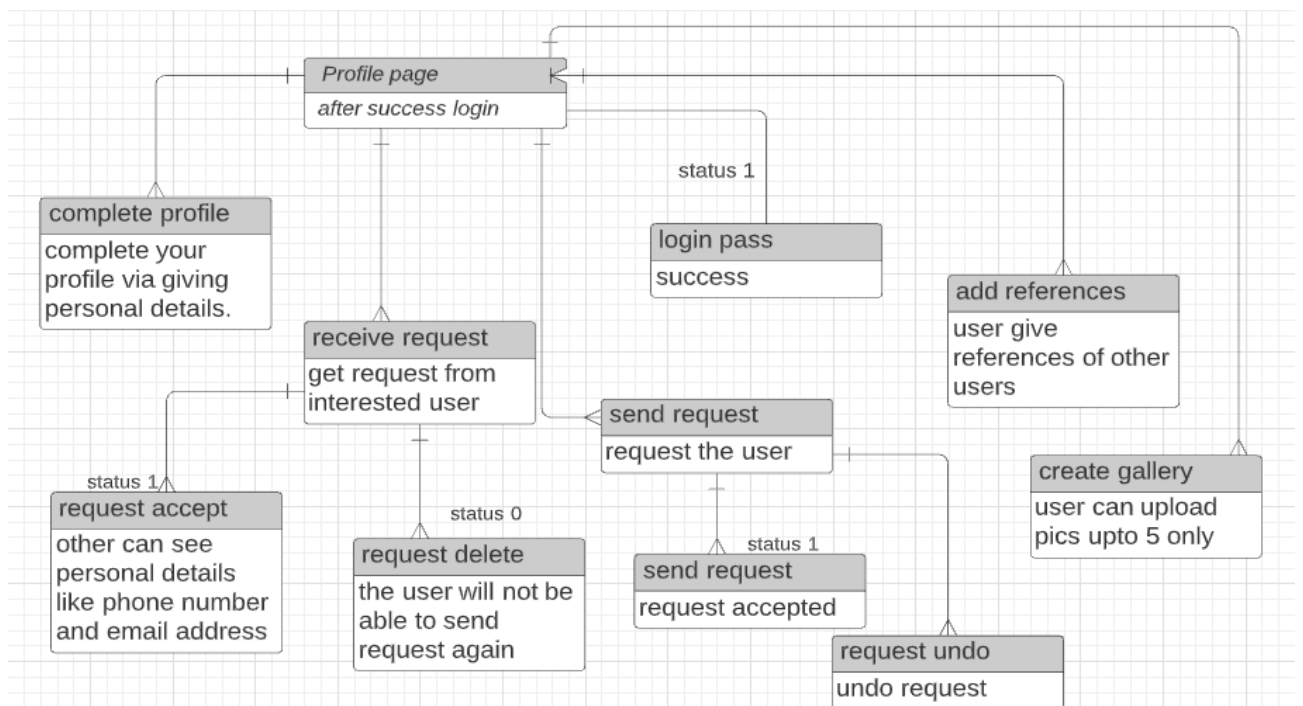 Profile page
after success login
status 1
complete profile
complete your
profile via giving
personal details.
login pass
success
add references
user give
references of other
users
receive request
get request from
interested user
send request
request the user
create gallery
user can upload
pics upto 5 only
status 1
request accept
other can see
personal details
like phone number
and email address
status 0
request delete
the user will not be
able to send
request again
status 1
send request
request accepted
request undo
undo request